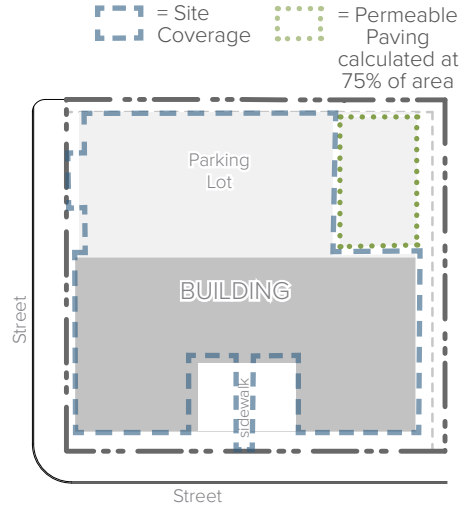 = Site
Coverage
= Permeable
Paving
calculated at
75% of area
Parking
Lot
BUILDING
Street
sidewalk
Street